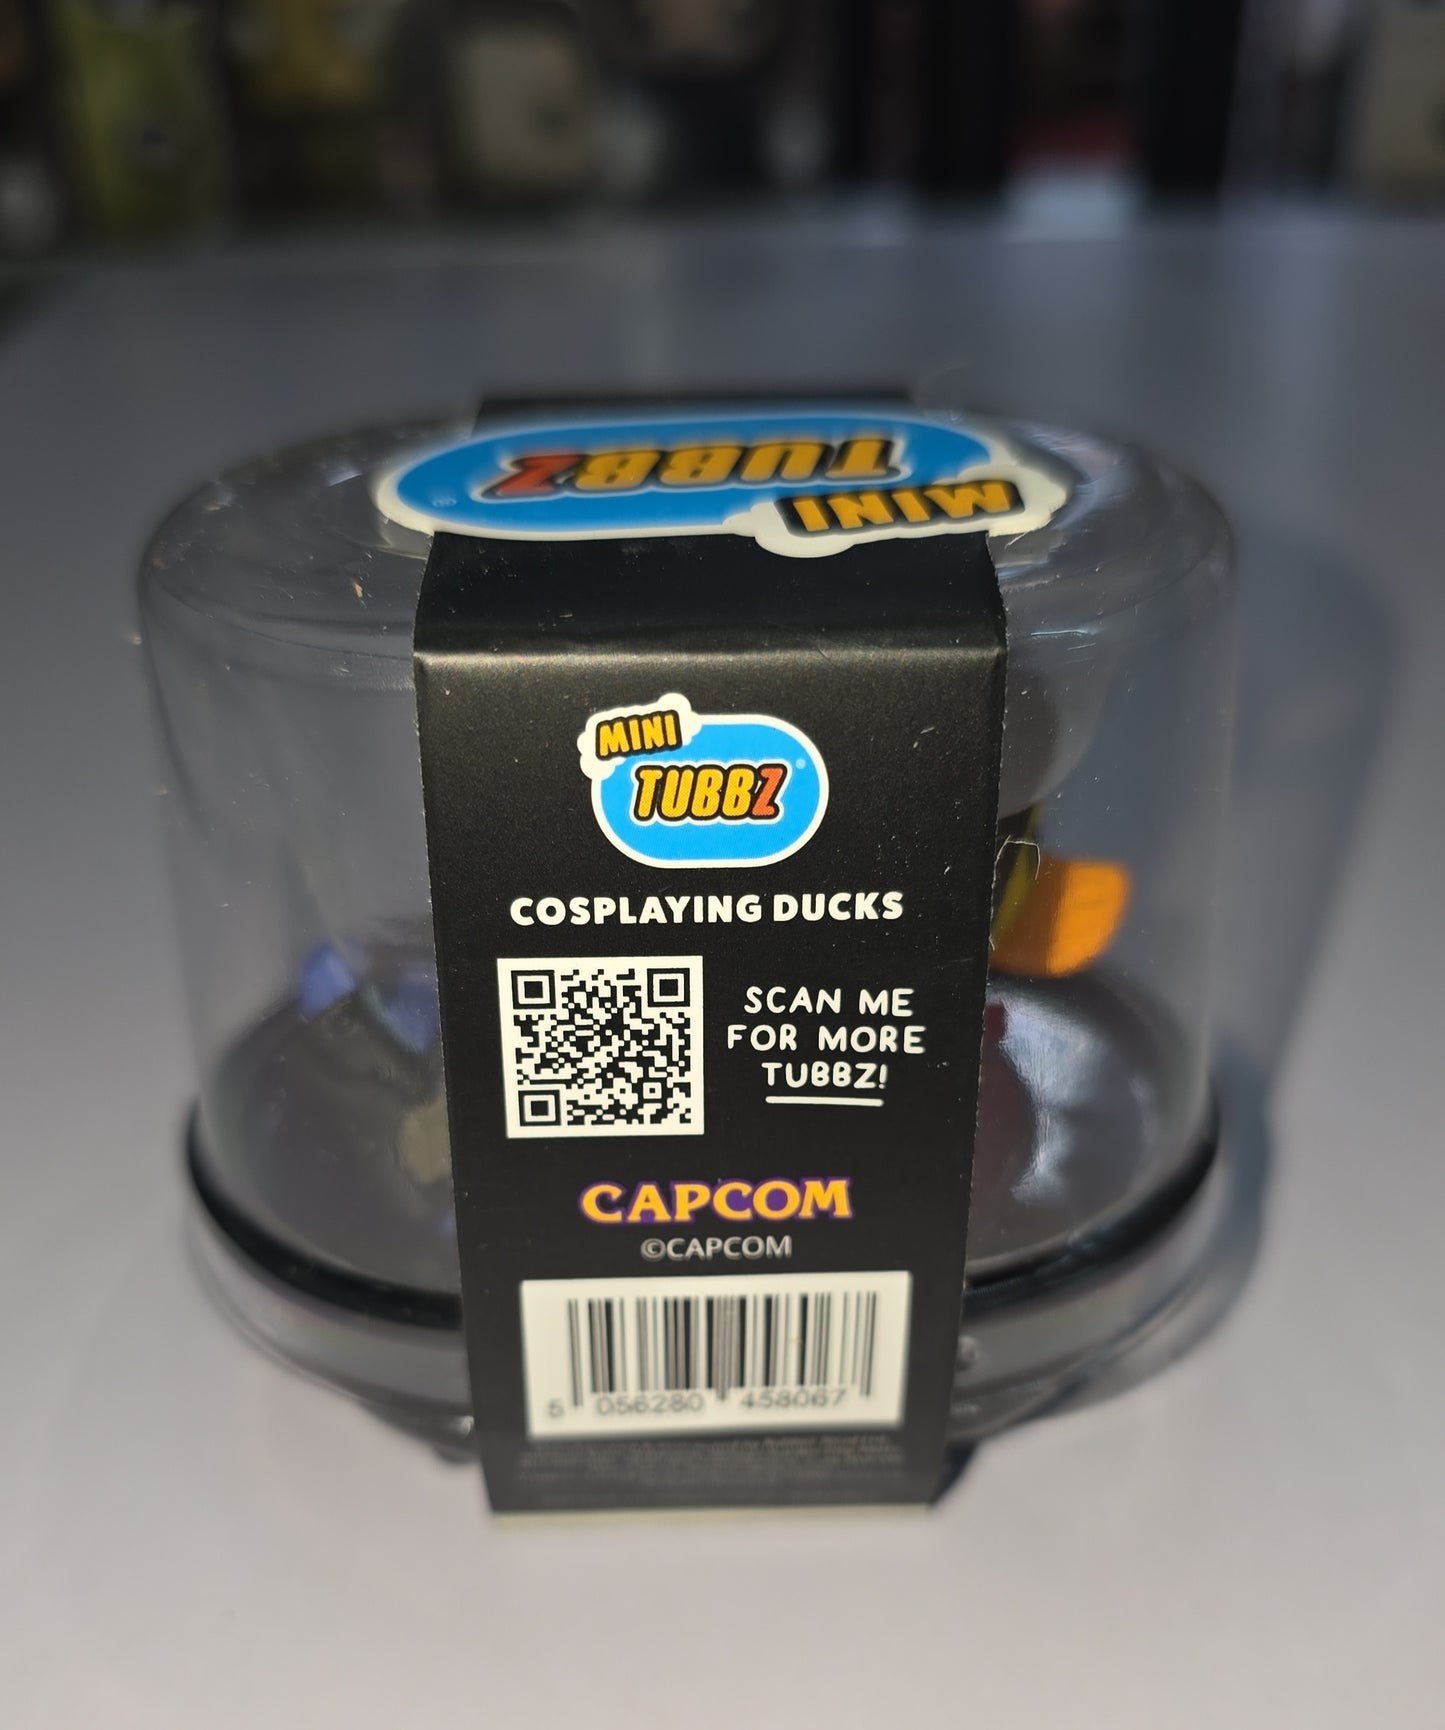 MINI
TUBBZ
®
MINI
TUBBZ®
COSPLAYING DUCKS
SCAN ME
FOR MORE
TUBBZ!
CAPCOM
©CAPCOM
5 056280 458067